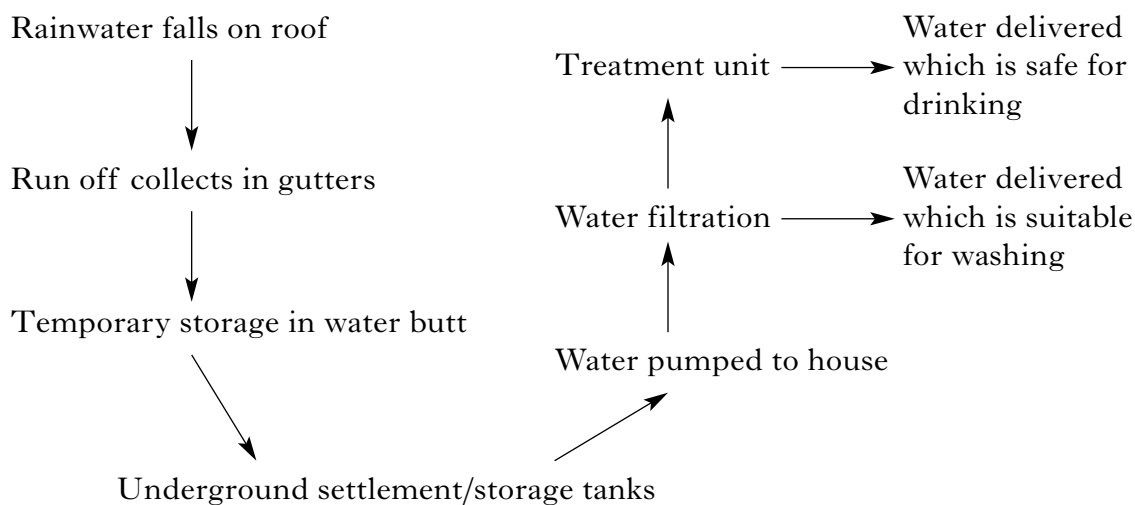 Rainwater falls on roof
Run off collects in gutters
Temporary storage in water butt
Underground settlement/storage tanks
Water pumped to house
Water filtration
Water delivered
which is suitable
for washing
Treatment unit
Water delivered
which is safe for
drinking